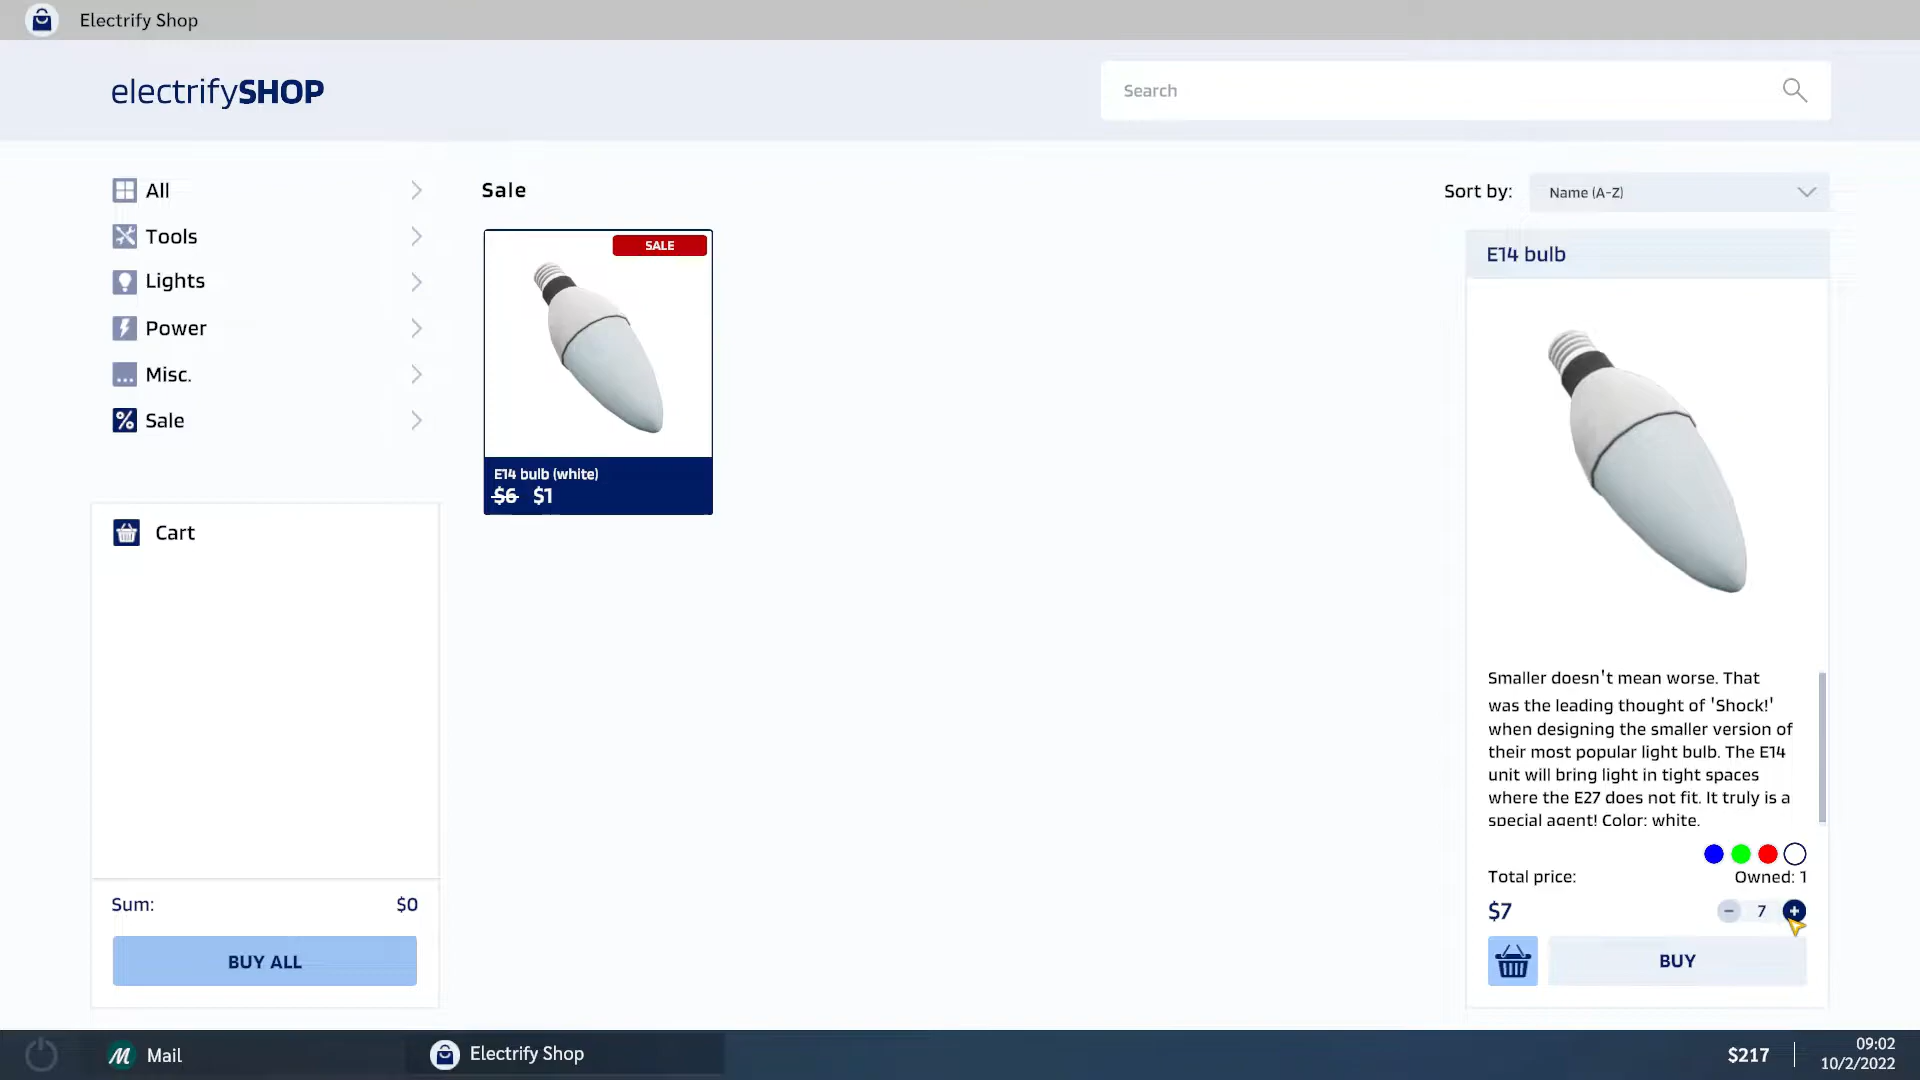 Electrify Shop
electrifySHOP
Search
All
Tools
Lights
Power
Misc.
Sale
Sale
Sort by:
Name (A-Z)
SALE
E14 bulb (white)
$6 $1
E14 bulb
Smaller doesn't mean worse. That
was the leading thought of 'Shock!'
when designing the smaller version of
their most popular light bulb. The E14
unit will bring light in tight spaces
where the E27 does not fit. It truly is a
special agent! Color: white.
Total price:
Owned: 1
$7
7
BUY
Cart
Sum:
$0
BUY ALL
Mail
Electrify Shop
$217
09:02
10/2/2022